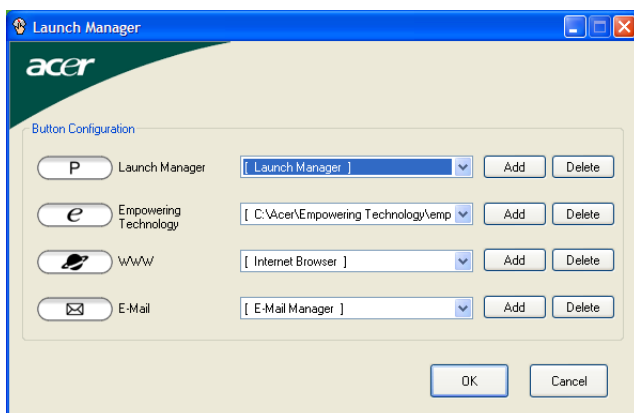 Launch Manager
acer
Button Configuration
P Launch Manager [ Launch Manager ] Add Delete
e Empowering
Technology [ C:\Acer\Empowering Technology\emp Add Delete
WWW [ Internet Browser ] Add Delete
E-Mail [ E-Mail Manager ] Add Delete
OK Cancel